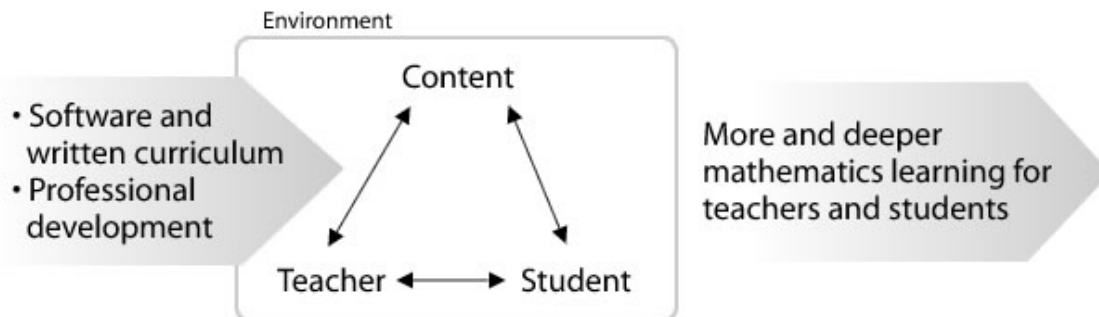 Environment
• Software and
written curriculum
• Professional
development
Content
Teacher
Student
More and deeper
mathematics learning for
teachers and students